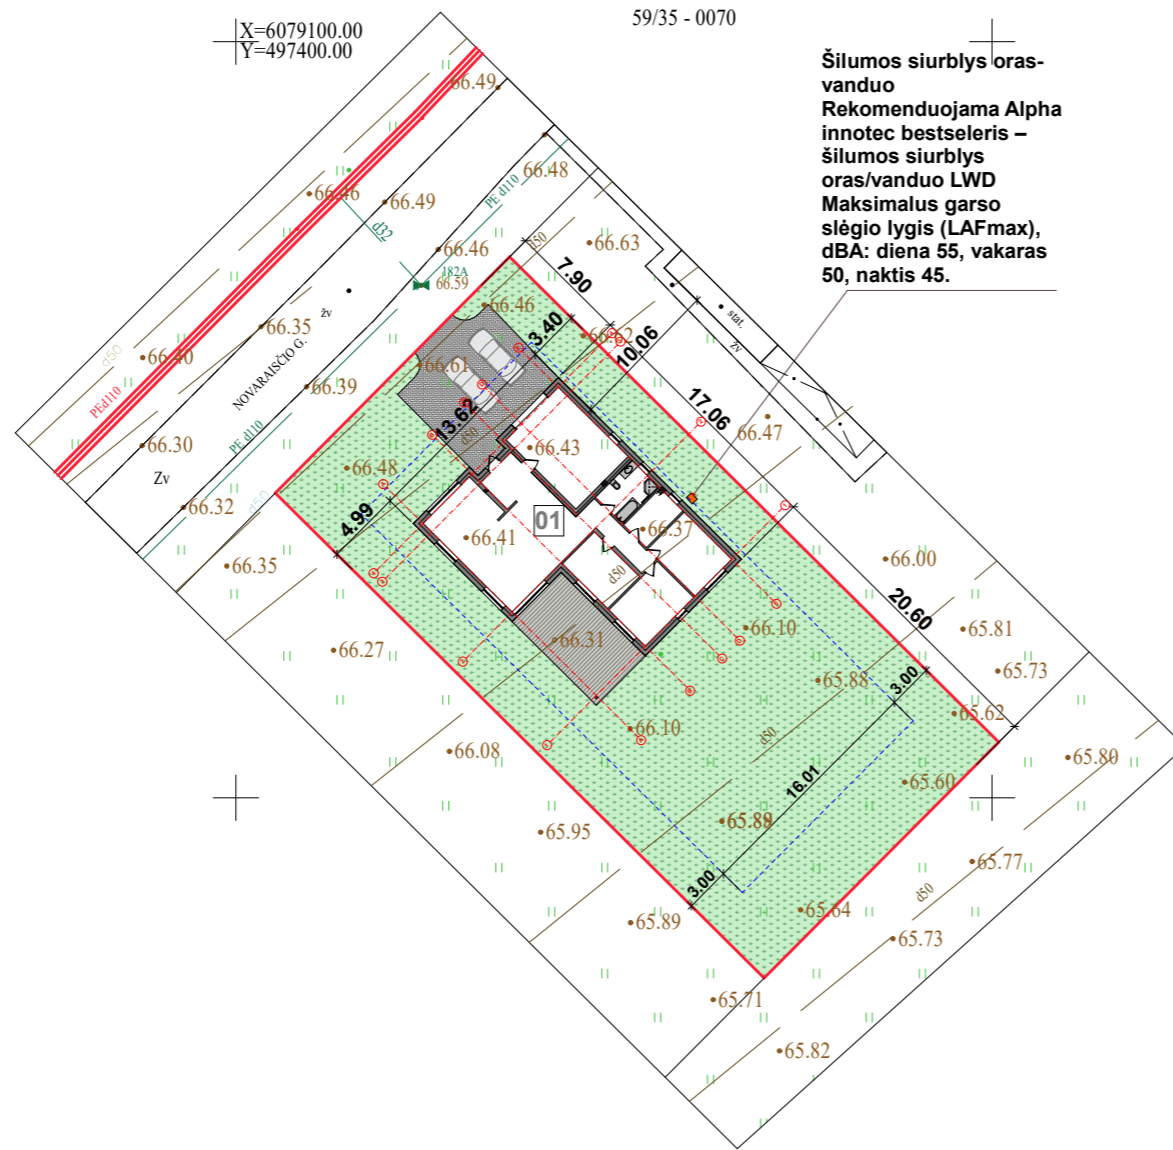 X=6079100.00
Y=497400.00
59/35 - 0070
Šilumos siurblys oras-
vanduo
Rekomenduojama Alpha
innotec bestseleris –
šilumos siurblys
oras/vanduo LWD
Maksimalus garso
slėgio lygis (LAFmax),
dBA: diena 55, vakaras
50, naktis 45.
66.49
66.48
66.46
66.49
PE d110
d32
66.46
d50
66.63
182A
66.59
7.90
66.46
stat.
žv
žv
66.35
3.40
66.62
10.06
d50
66.40
66.61
NOVARAISČIO G.
66.39
17.06
PEd110
13.62
66.47
66.30
PE d110
d50
66.43
Žv
66.48
66.32
d50
4.99
01
66.41
66.37
66.35
66.00
d50
20.60
66.10
65.81
66.31
66.27
65.73
65.88
3.00
65.62
66.10
d50
66.08
65.80
16.01
65.60
65.88
65.95
65.77
3.00
d50
65.64
65.89
65.73
65.71
65.82